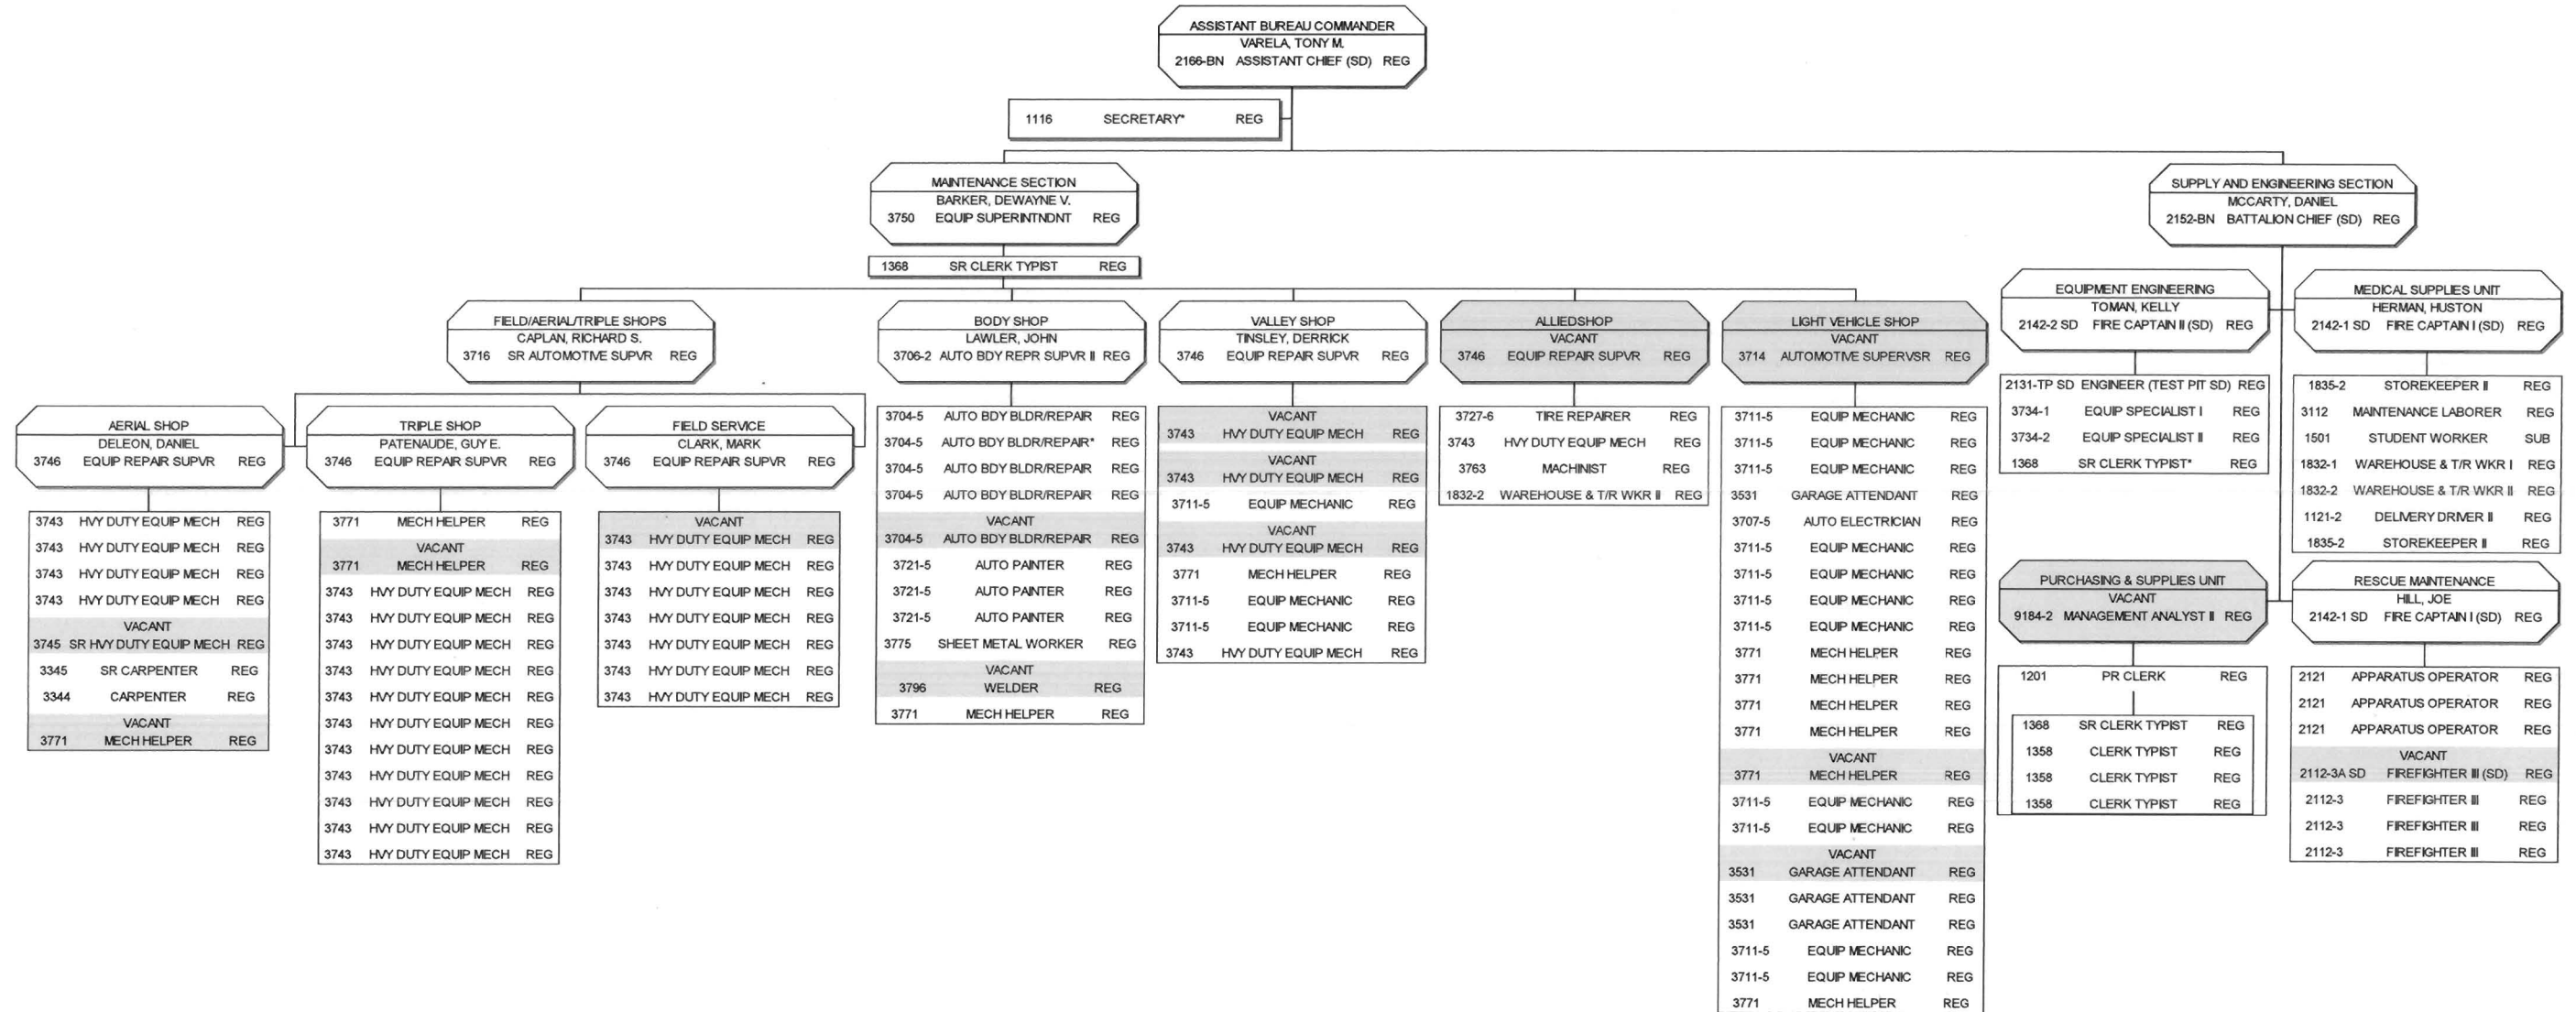 ASSISTANT BUREAU COMMANDER
VARELA, TONY M.
2166-BN ASSISTANT CHIEF (SD) REG
1116 SECRETARY* REG
MAINTENANCE SECTION
BARKER, DEWAYNE V.
3750 EQUIP SUPERINTNDNT REG
1368 SR CLERK TYPIST REG
SUPPLY AND ENGINEERING SECTION
MCCARTY, DANIEL
2152-BN BATTALION CHIEF (SD) REG
FIELD/AERIAL/TRIPLE SHOPS
CAPLAN, RICHARD S.
3716 SR AUTOMOTIVE SUPVR REG
AERIAL SHOP
DELEON, DANIEL
3746 EQUIP REPAIR SUPVR REG
3743 HVY DUTY EQUIP MECH REG
3743 HVY DUTY EQUIP MECH REG
3743 HVY DUTY EQUIP MECH REG
3743 HVY DUTY EQUIP MECH REG
VACANT
3745 SR HVY DUTY EQUIP MECH REG
3345 SR CARPENTER REG
3344 CARPENTER REG
VACANT
3771 MECH HELPER REG
TRIPLE SHOP
PATENAUDE, GUY E.
3746 EQUIP REPAIR SUPVR REG
3771 MECH HELPER REG
VACANT
3771 MECH HELPER REG
3743 HVY DUTY EQUIP MECH REG
3743 HVY DUTY EQUIP MECH REG
3743 HVY DUTY EQUIP MECH REG
3743 HVY DUTY EQUIP MECH REG
3743 HVY DUTY EQUIP MECH REG
3743 HVY DUTY EQUIP MECH REG
3743 HVY DUTY EQUIP MECH REG
3743 HVY DUTY EQUIP MECH REG
3743 HVY DUTY EQUIP MECH REG
3743 HVY DUTY EQUIP MECH REG
3743 HVY DUTY EQUIP MECH REG
FIELD SERVICE
CLARK, MARK
3746 EQUIP REPAIR SUPVR REG
VACANT
3743 HVY DUTY EQUIP MECH REG
3743 HVY DUTY EQUIP MECH REG
3743 HVY DUTY EQUIP MECH REG
3743 HVY DUTY EQUIP MECH REG
3743 HVY DUTY EQUIP MECH REG
3743 HVY DUTY EQUIP MECH REG
3743 HVY DUTY EQUIP MECH REG
BODY SHOP
LAWLER, JOHN
3706-2 AUTO BDY REPR SUPVR II REG
3704-5 AUTO BDY BLDR/REPAIR REG
3704-5 AUTO BDY BLDR/REPAIR* REG
3704-5 AUTO BDY BLDR/REPAIR REG
3704-5 AUTO BDY BLDR/REPAIR REG
VACANT
3704-5 AUTO BDY BLDR/REPAIR REG
3721-5 AUTO PAINTER REG
3721-5 AUTO PAINTER REG
3721-5 AUTO PAINTER REG
3775 SHEET METAL WORKER REG
VACANT
3796 WELDER REG
3771 MECH HELPER REG
VALLEY SHOP
TINSLEY, DERRICK
3746 EQUIP REPAIR SUPVR REG
VACANT
3743 HVY DUTY EQUIP MECH REG
VACANT
3743 HVY DUTY EQUIP MECH REG
3711-5 EQUIP MECHANIC REG
VACANT
3743 HVY DUTY EQUIP MECH REG
3771 MECH HELPER REG
3711-5 EQUIP MECHANIC REG
3711-5 EQUIP MECHANIC REG
3743 HVY DUTY EQUIP MECH REG
ALLIEDSHOP
VACANT
3746 EQUIP REPAIR SUPVR REG
3727-6 TIRE REPAIRER REG
3743 HVY DUTY EQUIP MECH REG
3763 MACHINIST REG
1832-2 WAREHOUSE & T/R WKR II REG
LIGHT VEHICLE SHOP
VACANT
3714 AUTOMOTIVE SUPERVSR REG
3711-5 EQUIP MECHANIC REG
3711-5 EQUIP MECHANIC REG
3711-5 EQUIP MECHANIC REG
3531 GARAGE ATTENDANT REG
3707-5 AUTO ELECTRICIAN REG
3711-5 EQUIP MECHANIC REG
3711-5 EQUIP MECHANIC REG
3711-5 EQUIP MECHANIC REG
3711-5 EQUIP MECHANIC REG
3771 MECH HELPER REG
3771 MECH HELPER REG
3771 MECH HELPER REG
3771 MECH HELPER REG
VACANT
3771 MECH HELPER REG
3711-5 EQUIP MECHANIC REG
3711-5 EQUIP MECHANIC REG
VACANT
3531 GARAGE ATTENDANT REG
3531 GARAGE ATTENDANT REG
3531 GARAGE ATTENDANT REG
3711-5 EQUIP MECHANIC REG
3711-5 EQUIP MECHANIC REG
3771 MECH HELPER REG
EQUIPMENT ENGINEERING
TOMAN, KELLY
2142-2 SD FIRE CAPTAIN II (SD) REG
2131-TP SD ENGINEER (TEST PIT SD) REG
3734-1 EQUIP SPECIALIST I REG
3734-2 EQUIP SPECIALIST II REG
1368 SR CLERK TYPIST* REG
MEDICAL SUPPLIES UNIT
HERMAN, HUSTON
2142-1 SD FIRE CAPTAIN I (SD) REG
1835-2 STOREKEEPER II REG
3112 MAINTENANCE LABORER REG
1501 STUDENT WORKER SUB
1832-1 WAREHOUSE & T/R WKR I REG
1832-2 WAREHOUSE & T/R WKR II REG
1121-2 DELIVERY DRIVER II REG
1835-2 STOREKEEPER II REG
PURCHASING & SUPPLIES UNIT
VACANT
9184-2 MANAGEMENT ANALYST II REG
1201 PR CLERK REG
1368 SR CLERK TYPIST REG
1358 CLERK TYPIST REG
1358 CLERK TYPIST REG
1358 CLERK TYPIST REG
RESCUE MAINTENANCE
HILL, JOE
2142-1 SD FIRE CAPTAIN I (SD) REG
2121 APPARATUS OPERATOR REG
2121 APPARATUS OPERATOR REG
2121 APPARATUS OPERATOR REG
VACANT
2112-3A SD FIREFIGHTER III (SD) REG
2112-3 FIREFIGHTER III REG
2112-3 FIREFIGHTER III REG
2112-3 FIREFIGHTER III REG